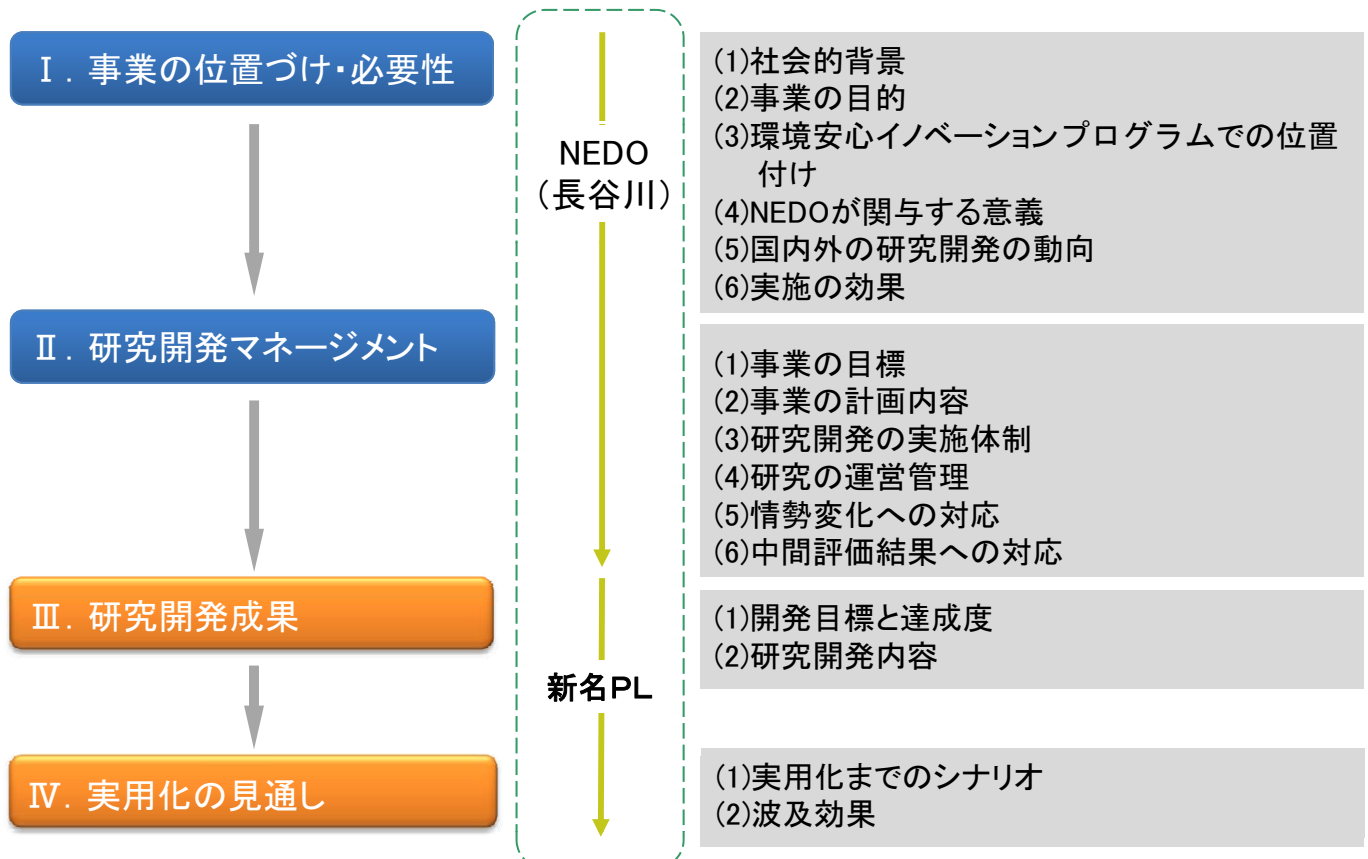 Ⅰ．事業の位置づけ・必要性
(1)社会的背景
(2)事業の目的
(3)環境安心イノベーションプログラムでの位置
付け
(4)NEDOが関与する意義
(5)国内外の研究開発の動向
(6)実施の効果
NEDO
（長谷川）
Ⅱ．研究開発マネージメント
(1)事業の目標
(2)事業の計画内容
(3)研究開発の実施体制
(4)研究の運営管理
(5)情勢変化への対応
(6)中間評価結果への対応
Ⅲ．研究開発成果
(1)開発目標と達成度
(2)研究開発内容
新名PL
Ⅳ．実用化の見通し
(1)実用化までのシナリオ
(2)波及効果